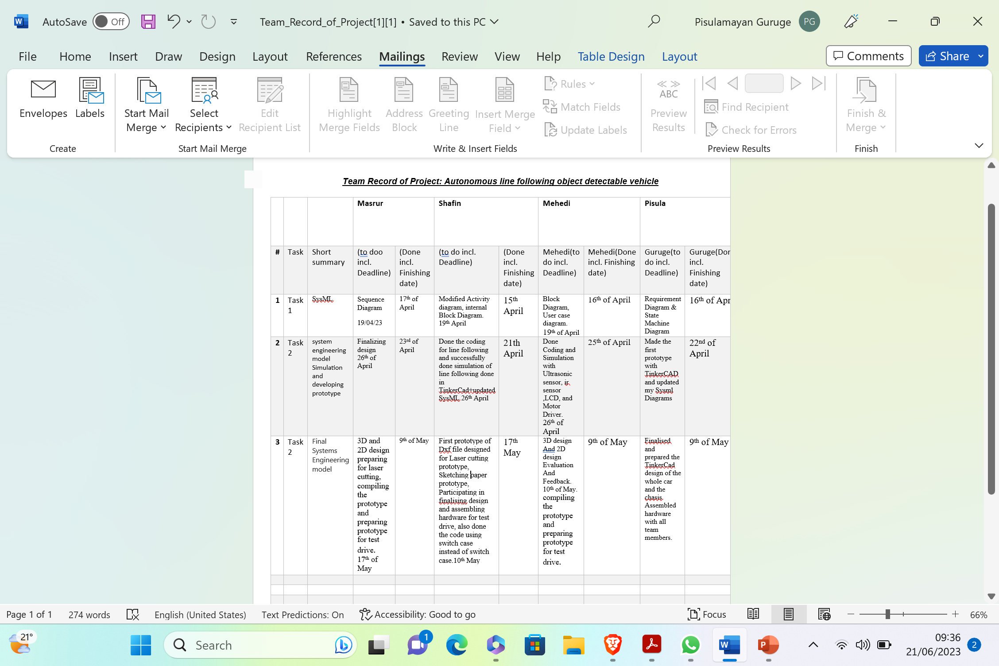 AutoSave Off Team_Record_of_Project[1][1] • Saved to this PC Pisulamayan Guruge PG
File Home Insert Draw Design Layout References Mailings Review View Help Table Design Layout Comments Share
Envelopes Labels
Create
Start Mail Merge
Select Recipients
Edit Recipient List
Start Mail Merge
Highlight Merge Fields
Address Block
Greeting Line
Insert Merge Field
Rules
Match Fields
Update Labels
Write & Insert Fields
ABC
Preview Results
Find Recipient
Check for Errors
Preview Results
Finish & Merge
Finish
Team Record of Project: Autonomous line following object detectable vehicle
Masrur Shafin Mehedi Pisula
#
Task
Short
summary
(to doo
incl.
Deadline)
(Done
incl.
Finishing
date)
(to do incl.
Deadline)
(Done
incl.
Finishing
date)
Mehedi(to
do incl.
Deadline)
Mehedi(Done
incl. Finishing
date)
Guruge(to
do incl.
Deadline)
Guruge(Don
incl.
Finishing
date)
1
Task
1
SysML
Sequence
Diagram
19/04/23
17th of
April
Modified Activity
diagram, internal
Block Diagram.
19th April
15th
April
Block
Diagram,
User case
diagram.
19th of April
16th of April
Requirement
Diagram &
State
Machine
Diagram
16th of Apr
2
Task
2
system
engineering
model
Simulation
and
developing
prototype
Finalizing
design
26th of
April
23rd of
April
Done the coding
for line following
and successfully
done simulation of
line following done
in
TinkerCad+updated
SysML 26th April
21th
April
Done
Coding and
Simulation
with
Ultrasonic
sensor, ir
sensor
,LCD, and
Motor
Driver.
26th of
April
25th of April
Made the
first
prototype
with
TinkerCAD
and updated
my Sysml
Diagrams
22nd of
April
3
Task
2
Final
Systems
Engineering
model
3D and
2D design
preparing
for laser
cutting,
compiling
the
prototype
and
preparing
prototype
for test
drive.
17th of
May
9th of May
First prototype of
Dxf file designed
for Laser cutting
prototype,
Sketching paper
prototype,
Participating in
finalising design
and assembling
hardware for test
drive, also done
the code using
switch case
instead of switch
case.10th May
17th
May
3D design
And 2D
design
Evaluation
And
Feedback.
10th of May.
compiling
the
prototype
and
preparing
prototype
for test
drive.
9th of May
Finalised
and
prepared the
TinkerCad
design of the
whole car
and the
chasis.
Assembled
hardware
with all
team
members.
9th of May
Page 1 of 1 274 words English (United States) Text Predictions: On Accessibility: Good to go Focus 66%
21° Search 1 09:36
21/06/2023 2